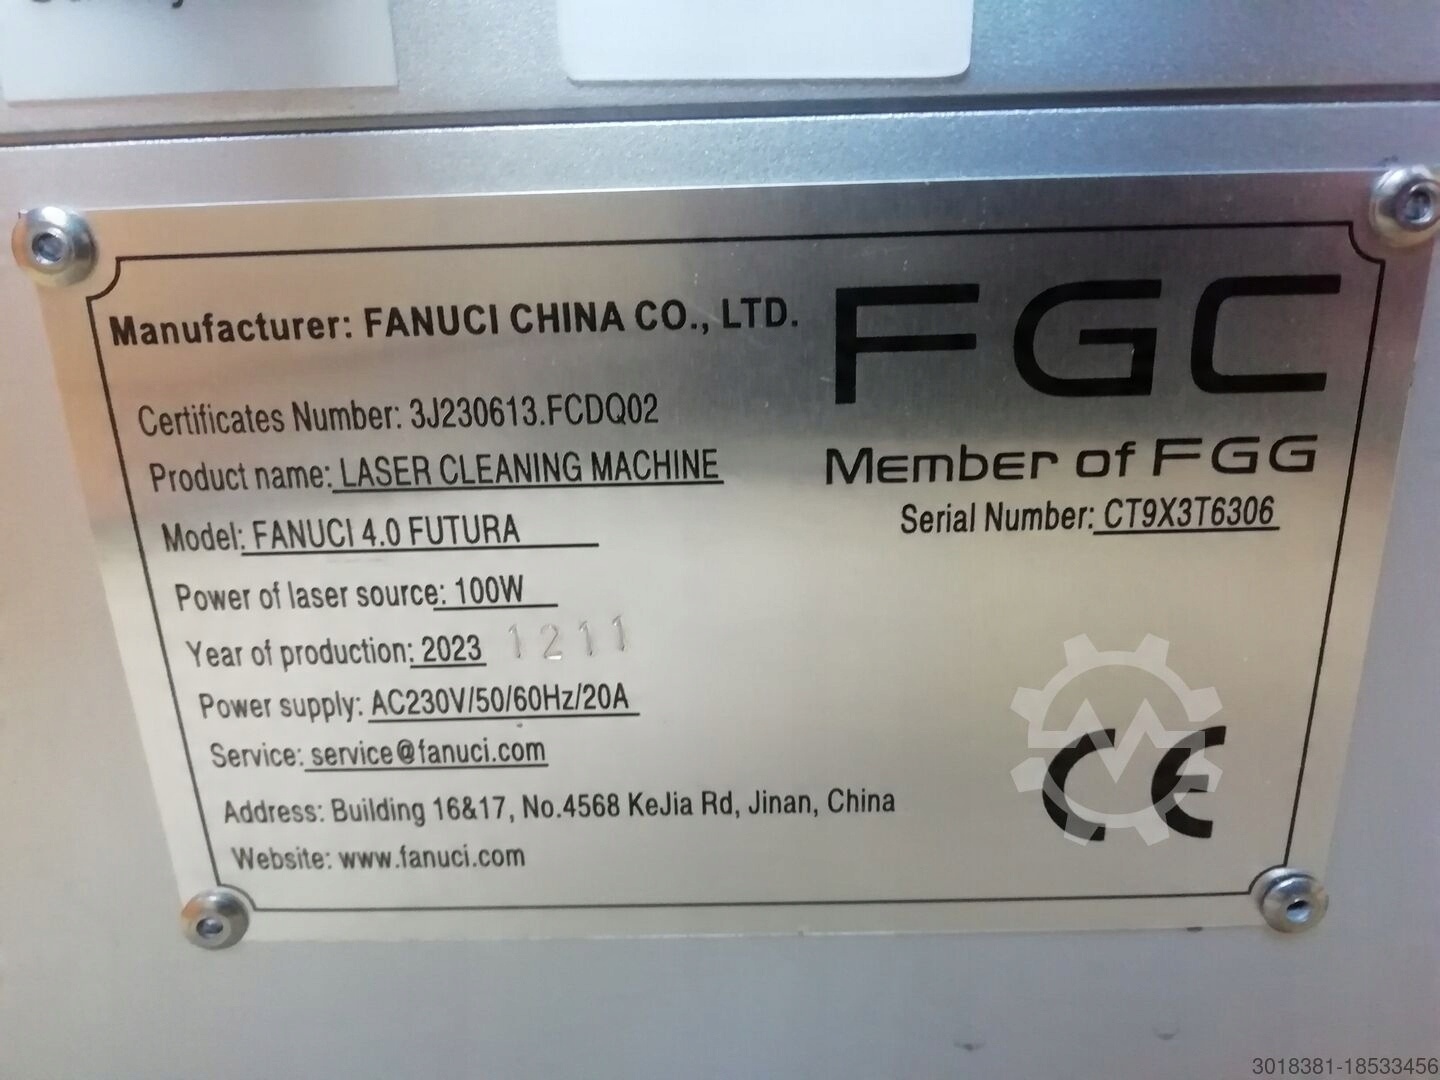 Manufacturer: FANUCI CHINA CO., LTD.
FGC
Certificates Number: 3J230613.FCDQ02
Member of FGG
Product name: LASER CLEANING MACHINE
Serial Number: CT9X3T6306
Model: FANUCI 4.0 FUTURA
Power of laser source: 100W
Year of production: 2023 1211
Power supply: AC230V/50/60Hz/20A
Service: service@fanuci.com
CE
Address: Building 16&17, No.4568 KeJia Rd, Jinan, China
Website: www.fanuci.com
3018381-18533456